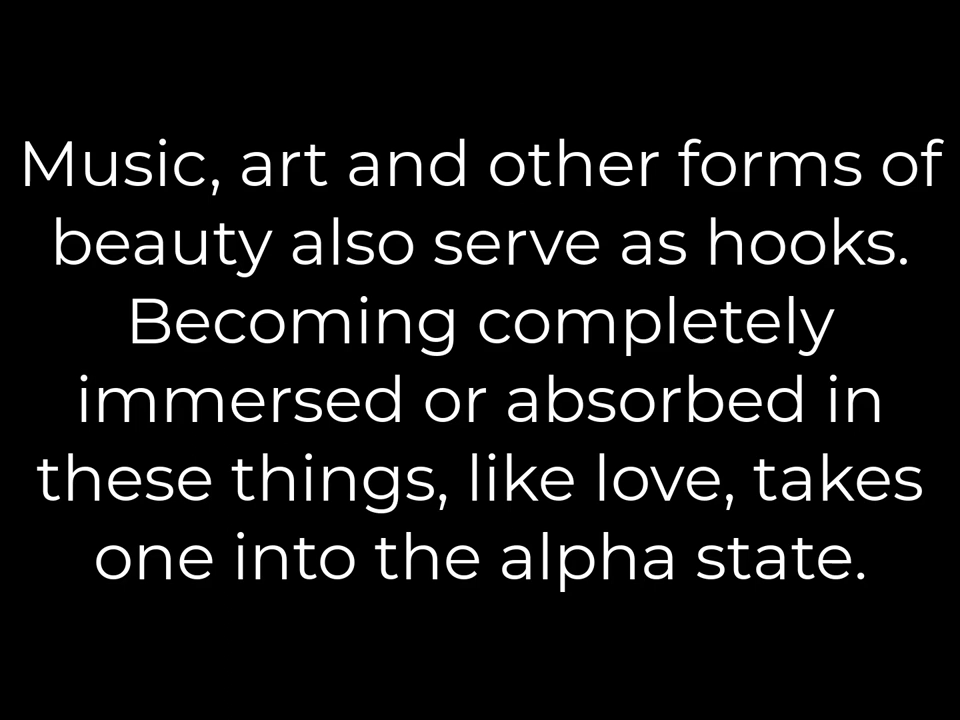 Music, art and other forms of
beauty also serve as hooks.
Becoming completely
immersed or absorbed in
these things, like love, takes
one into the alpha state.